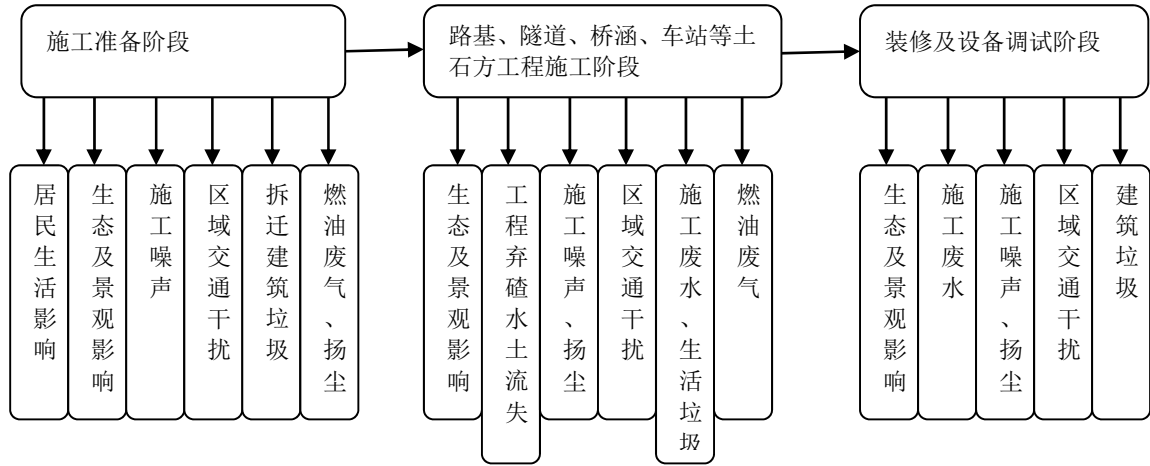 施工准备阶段
路基、隧道、桥涵、车站等土
石方工程施工阶段
装修及设备调试阶段
居民生活影响
生态及景观影响
施工噪声
区域交通干扰
拆迁建筑垃圾
燃油废气、扬尘
生态及景观影响
工程弃碴水土流失
施工噪声、扬尘
区域交通干扰
施工废水、生活垃圾
燃油废气
生态及景观影响
施工废水
施工噪声、扬尘
区域交通干扰
建筑垃圾